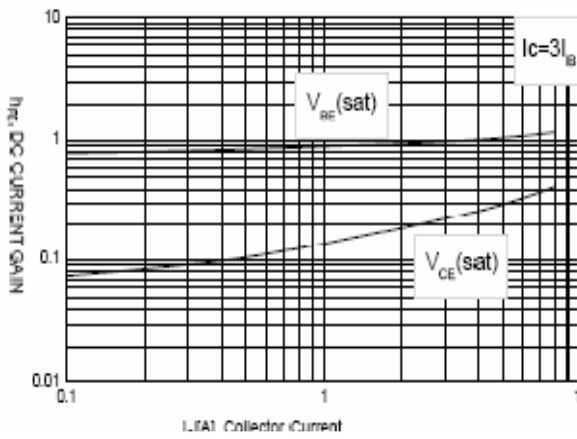 10
Ic=3IB
VBE(sat)
hFE, DC CURRENT GAIN
1
0.1
VCE(sat)
0.01
0.1
1
1
Collector Current